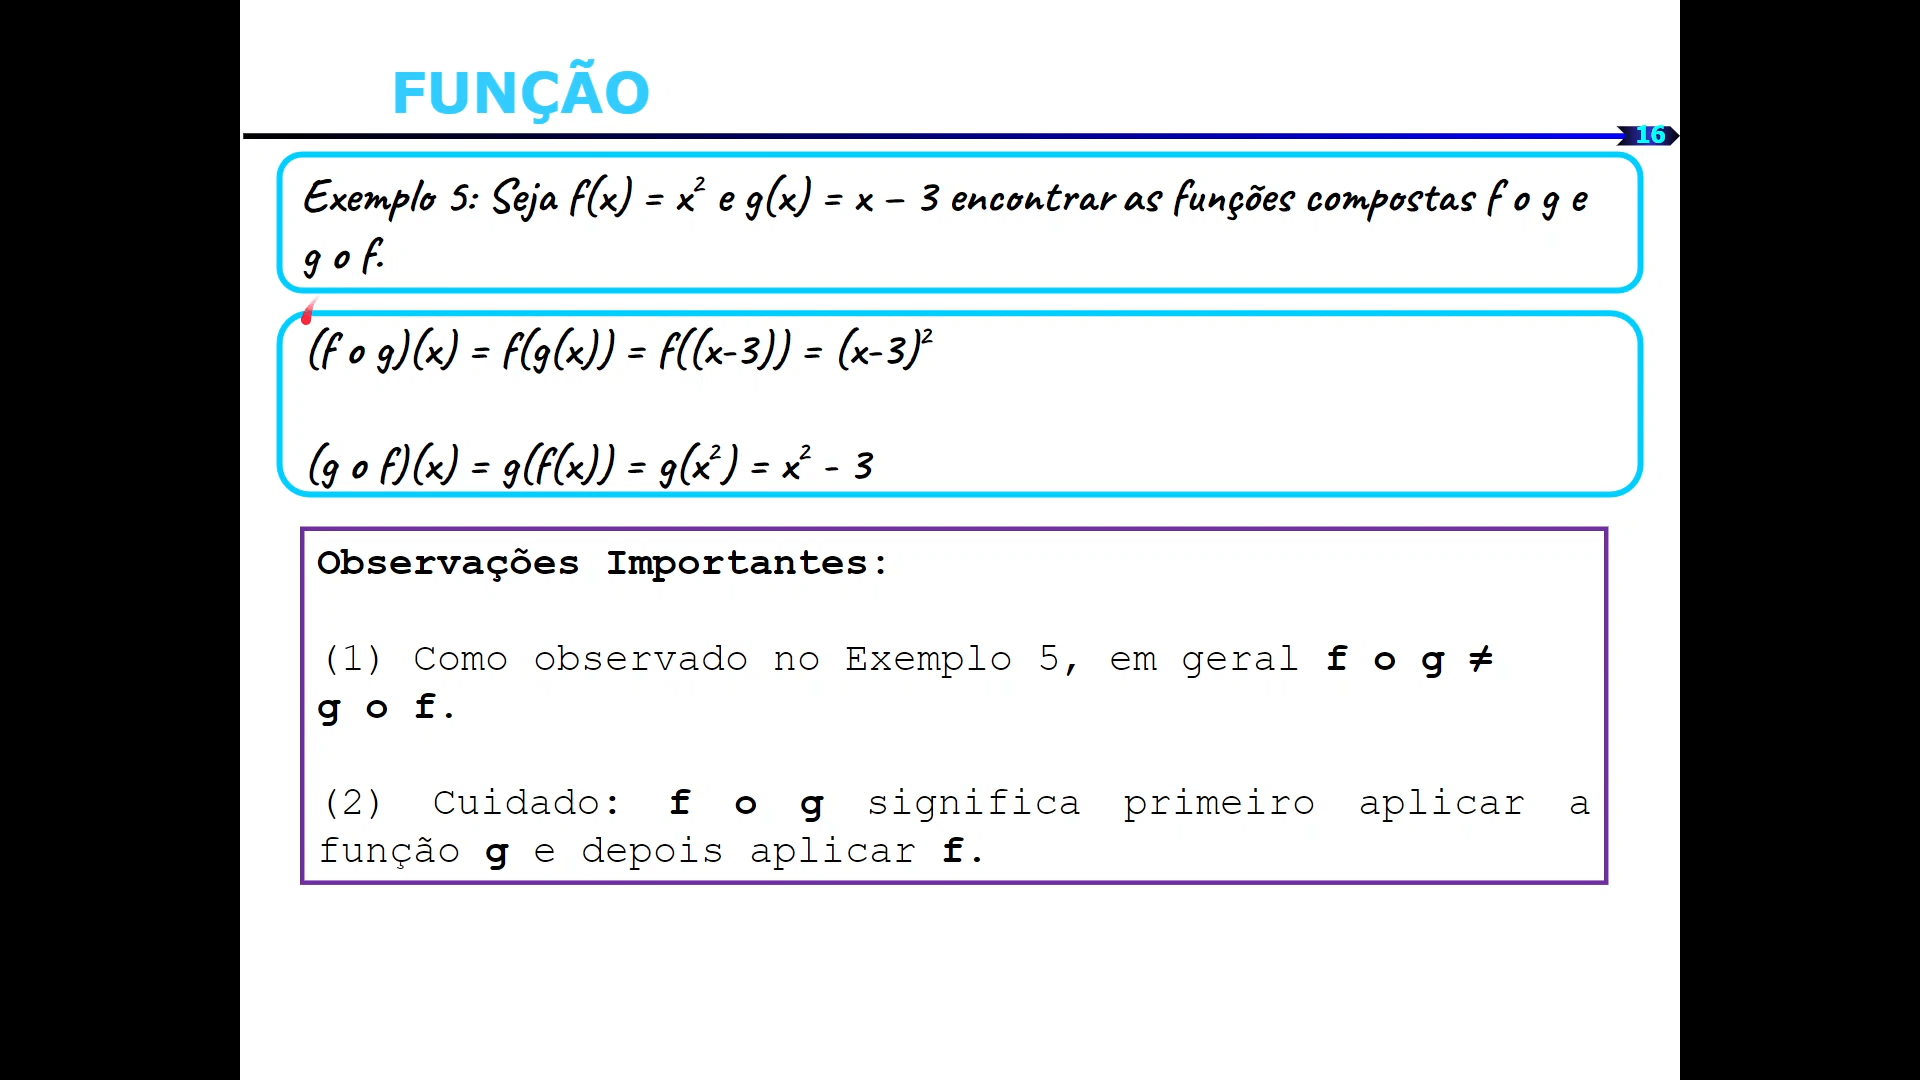 FUNÇÃO
16
Exemplo 5: Seja f(x) = x² e g(x) = x – 3 encontrar as funções compostas f o g e
g o f.
(f o g)(x) = f(g(x)) = f((x-3)) = (x-3)²
(g o f)(x) = g(f(x)) = g(x²) = x² - 3
Observações Importantes:
(1) Como observado no Exemplo 5, em geral f o g ≠
g o f.
(2) Cuidado: f o g significa primeiro aplicar a
função g e depois aplicar f.